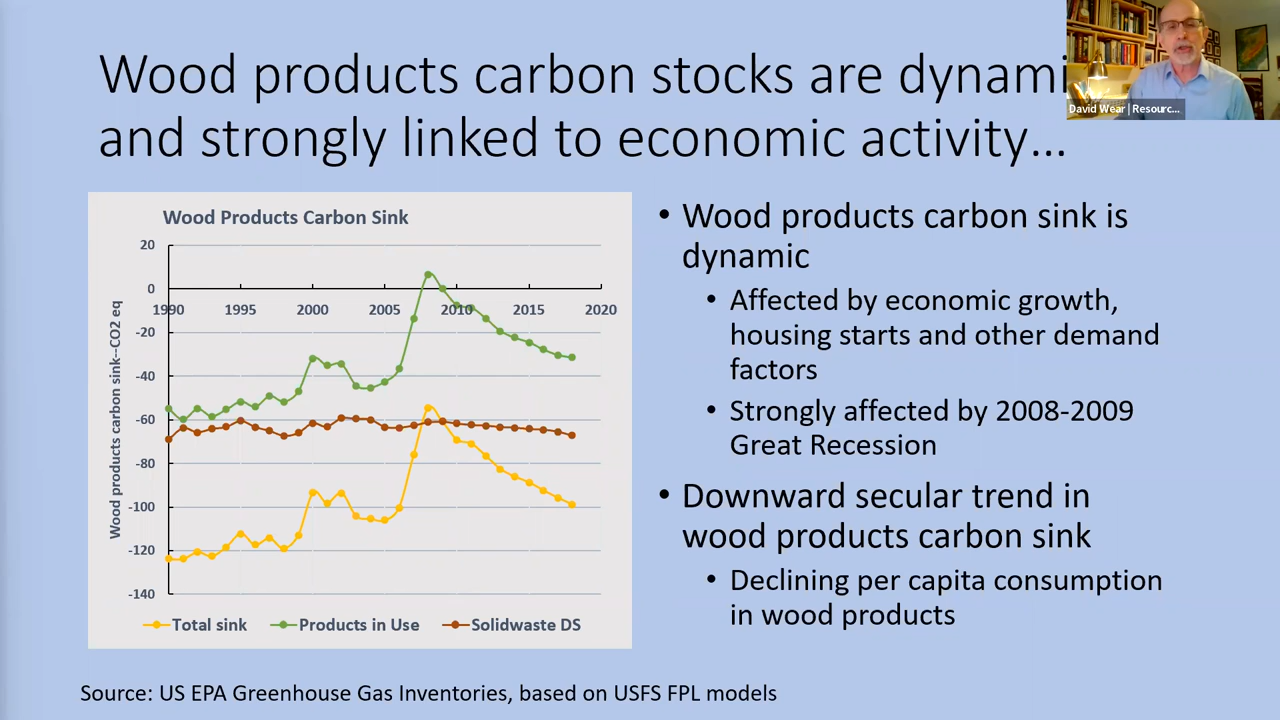 Wood products carbon stocks are dynami
and strongly linked to economic activity...
David Wear | Resourc...
Wood Products Carbon Sink
20
0
-20
-40
-60
-80
-100
-120
-140
1990 1995 2000 2005 2010 2015 2020
Wood products carbon sink--CO2 eq
Total sink Products in Use Solidwaste DS
• Wood products carbon sink is
dynamic
• Affected by economic growth,
housing starts and other demand
factors
• Strongly affected by 2008-2009
Great Recession
• Downward secular trend in
wood products carbon sink
• Declining per capita consumption
in wood products
Source: US EPA Greenhouse Gas Inventories, based on USFS FPL models